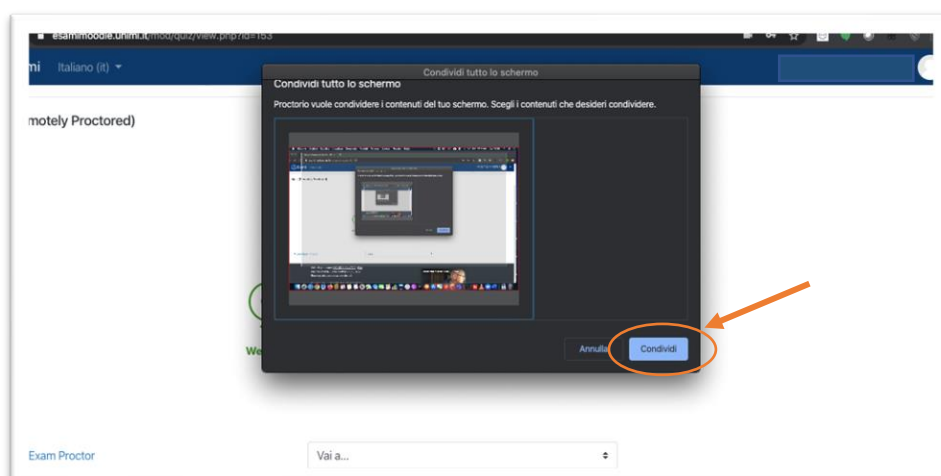 esamimoodle.unimi.it/mod/quiz/view.php?id=153
mi Italiano (it)
motely Proctored)
Condividi tutto lo schermo
Condividi tutto lo schermo
Proctorio vuole condividere i contenuti del tuo schermo. Scegli i contenuti che desideri condividere.
Annulla Condividi
We
Exam Proctor Vai a...